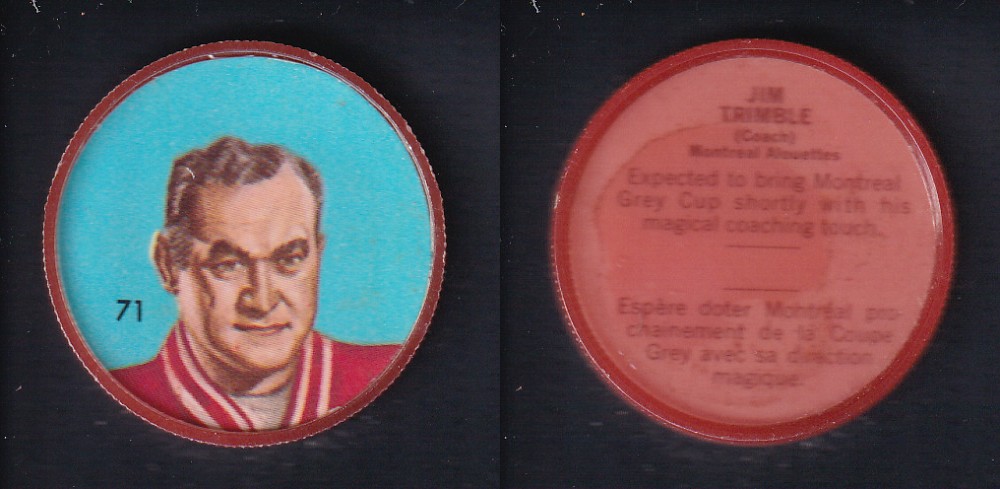 71
JIM
TRIMBLE
(Coach)
Montreal Alouettes
Expected to bring Montreal
Grey Cup shortly with his
magical coaching touch.
Espère doter Montréal pro-
chainement de la Coupe
Grey avec sa direction
magique.